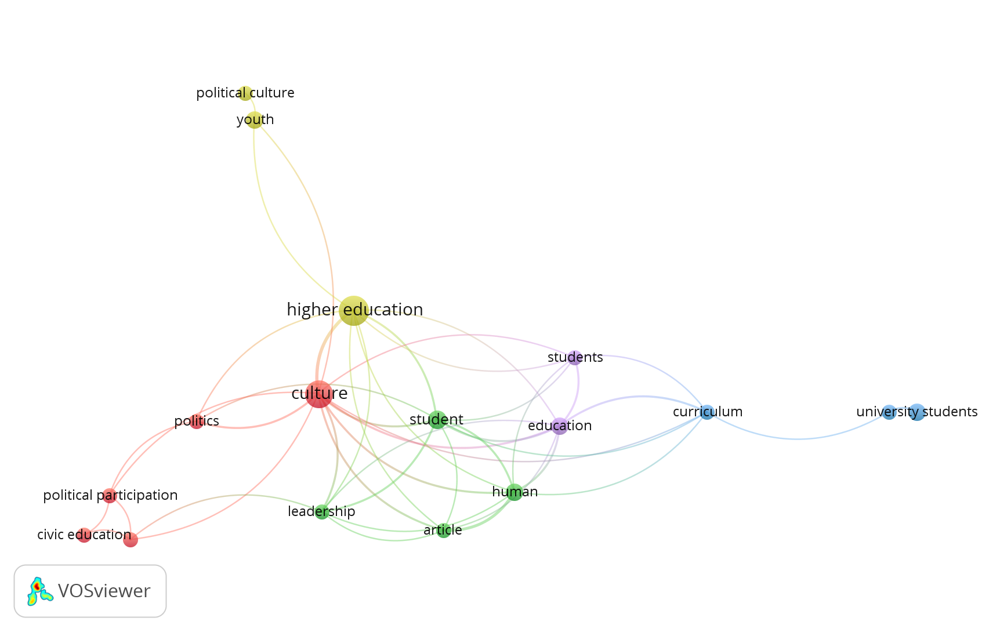 political culture
youth
higher education
students
culture
student
politics
education
curriculum
university students
political participation
human
leadership
article
civic education
VOSviewer